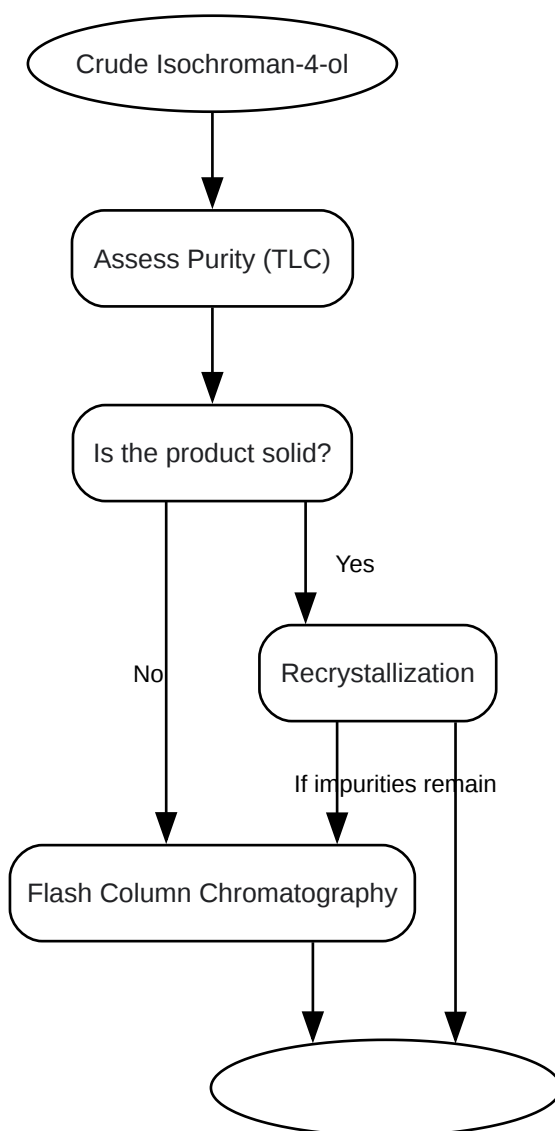 Crude Isochroman-4-ol
Assess Purity (TLC)
Is the product solid?
Yes
No
Recrystallization
If impurities remain
Flash Column Chromatography